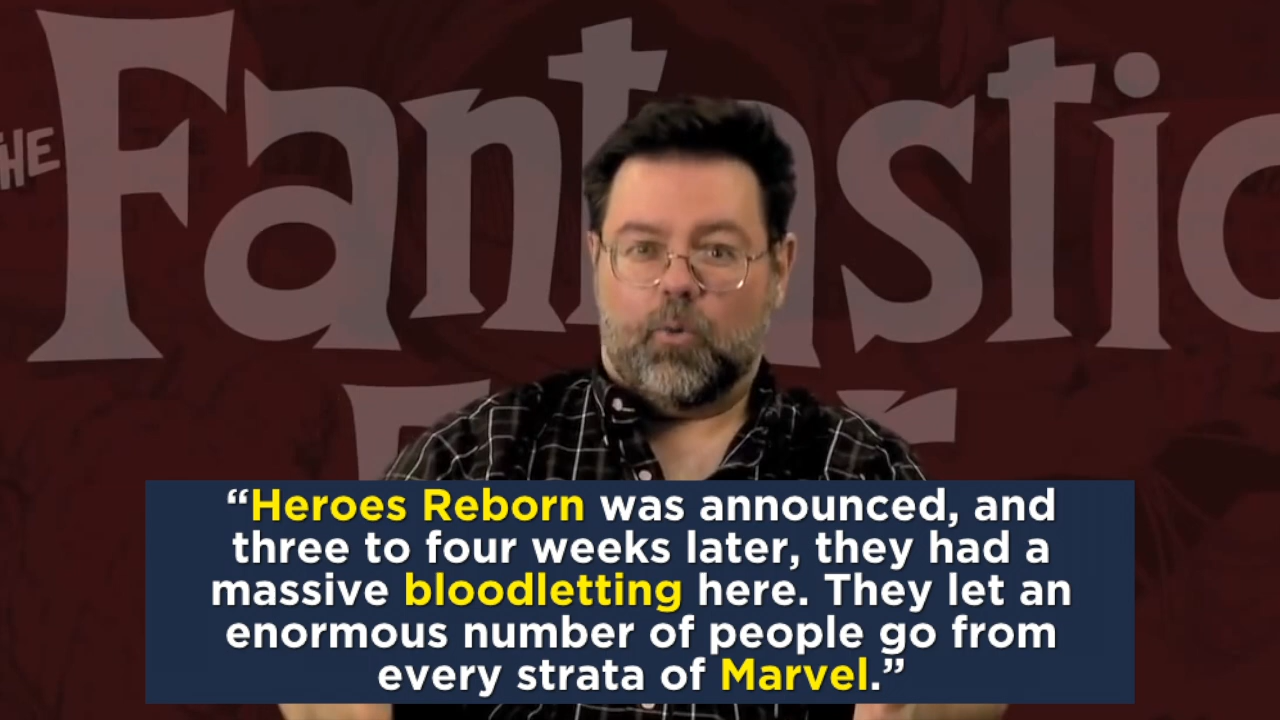 THE Fantastic
“Heroes Reborn was announced, and
three to four weeks later, they had a
massive bloodletting here. They let an
enormous number of people go from
every strata of Marvel.”